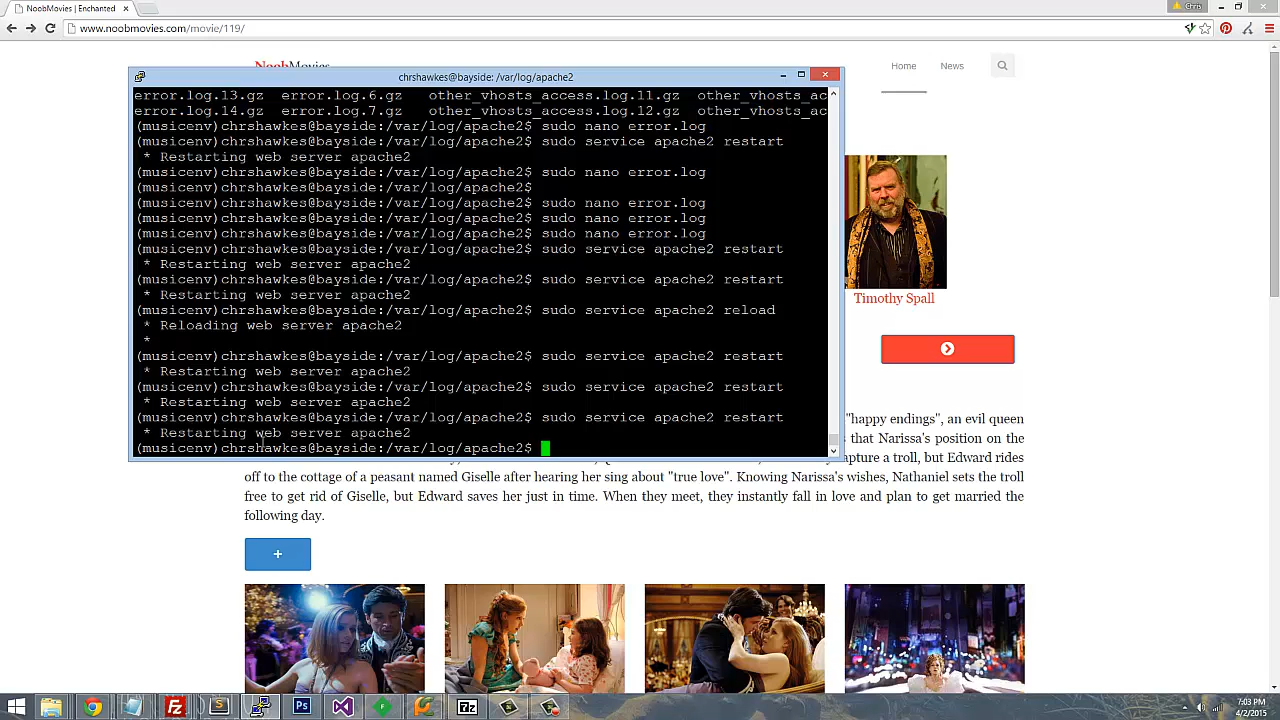 NoobMovies | Enchanted
Chris
www.noobmovies.com/movie/119/
NoobMovies
Home
News
chrshawkes@bayside: /var/log/apache2
error.log.13.gz error.log.6.gz other_vhosts_access.log.11.gz other_vhosts_ac
error.log.14.gz error.log.7.gz other_vhosts_access.log.12.gz other_vhosts_ac
(musicenv)chrshawkes@bayside:/var/log/apache2$ sudo nano error.log
(musicenv)chrshawkes@bayside:/var/log/apache2$ sudo service apache2 restart
* Restarting web server apache2
(musicenv)chrshawkes@bayside:/var/log/apache2$ sudo nano error.log
(musicenv)chrshawkes@bayside:/var/log/apache2$
(musicenv)chrshawkes@bayside:/var/log/apache2$ sudo nano error.log
(musicenv)chrshawkes@bayside:/var/log/apache2$ sudo nano error.log
(musicenv)chrshawkes@bayside:/var/log/apache2$ sudo nano error.log
(musicenv)chrshawkes@bayside:/var/log/apache2$ sudo service apache2 restart
* Restarting web server apache2
(musicenv)chrshawkes@bayside:/var/log/apache2$ sudo service apache2 restart
* Restarting web server apache2
(musicenv)chrshawkes@bayside:/var/log/apache2$ sudo service apache2 reload
* Reloading web server apache2
*
(musicenv)chrshawkes@bayside:/var/log/apache2$ sudo service apache2 restart
* Restarting web server apache2
(musicenv)chrshawkes@bayside:/var/log/apache2$ sudo service apache2 restart
* Restarting web server apache2
(musicenv)chrshawkes@bayside:/var/log/apache2$ sudo service apache2 restart
* Restarting web server apache2
(musicenv)chrshawkes@bayside:/var/log/apache2$
Timothy Spall
"happy endings", an evil queen
that Narissa's position on the
capture a troll, but Edward rides
off to the cottage of a peasant named Giselle after hearing her sing about "true love". Knowing Narissa's wishes, Nathaniel sets the troll
free to get rid of Giselle, but Edward saves her just in time. When they meet, they instantly fall in love and plan to get married the
following day.
+
Fz
Ps
7z
7:03 PM
4/2/2015